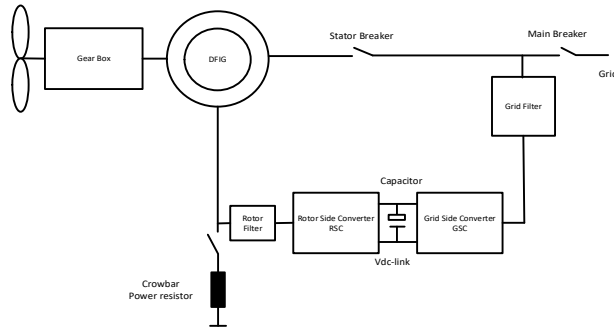 Stator Breaker
Main Breaker
Gear Box
DFIG
Grid
Grid Filter
Capacitor
Rotor
Filter
Rotor Side Converter
RSC
Grid Side Converter
GSC
Vdc-link
Crowbar
Power resistor